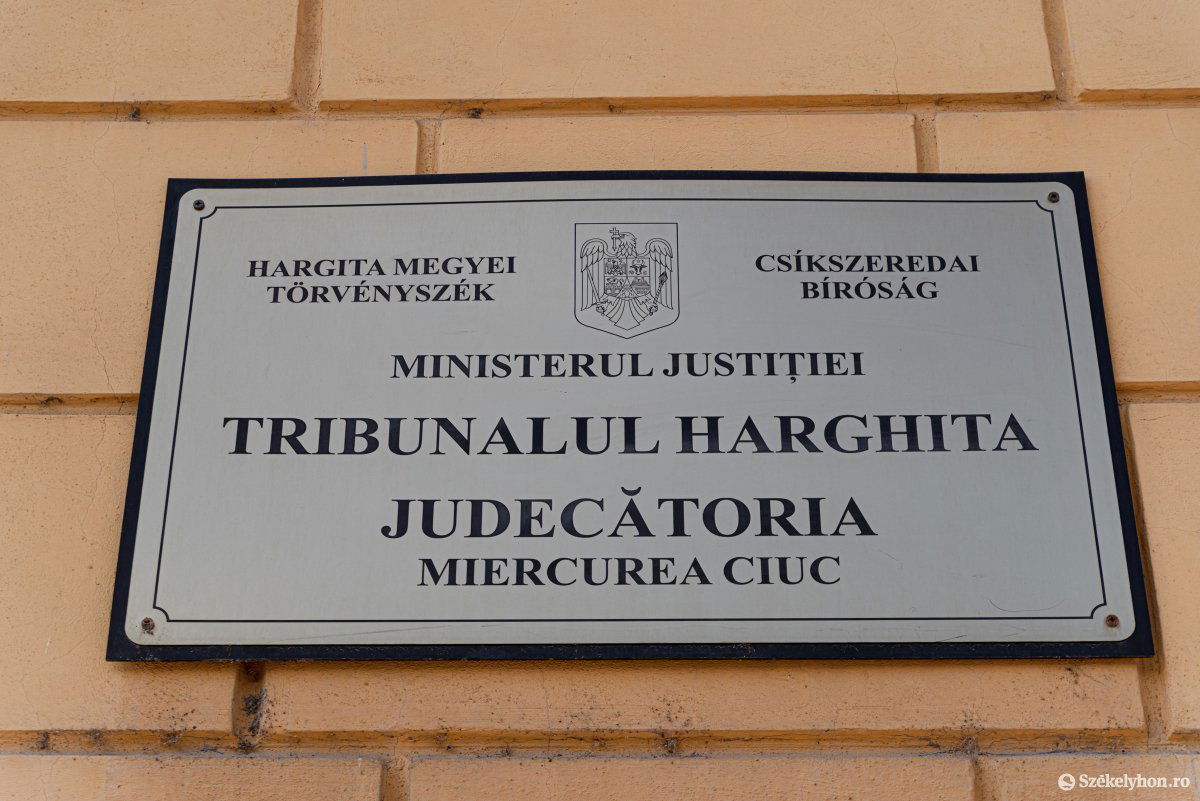 HARGITA MEGYEI
TÖRVÉNYSZÉK
CSÍKSZEREDAI
BÍRÓSÁG
MINISTERUL JUSTIȚIEI
TRIBUNALUL HARGHITA
JUDECĂTORIA
MIERCUREA CIUC
Székelyhon.ro